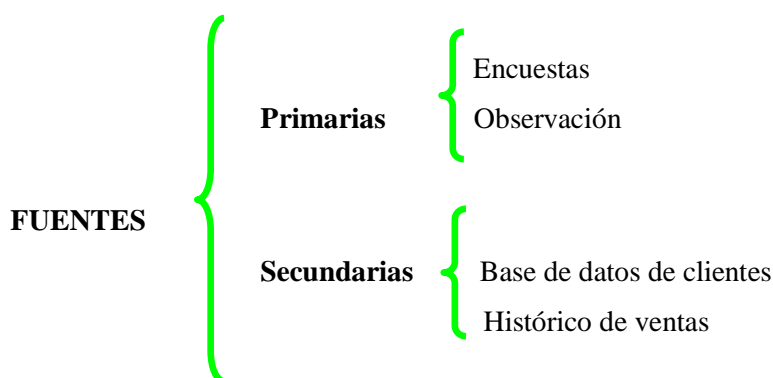 FUENTES
Primarias
Encuestas
Observación
Secundarias
Base de datos de clientes
Histórico de ventas